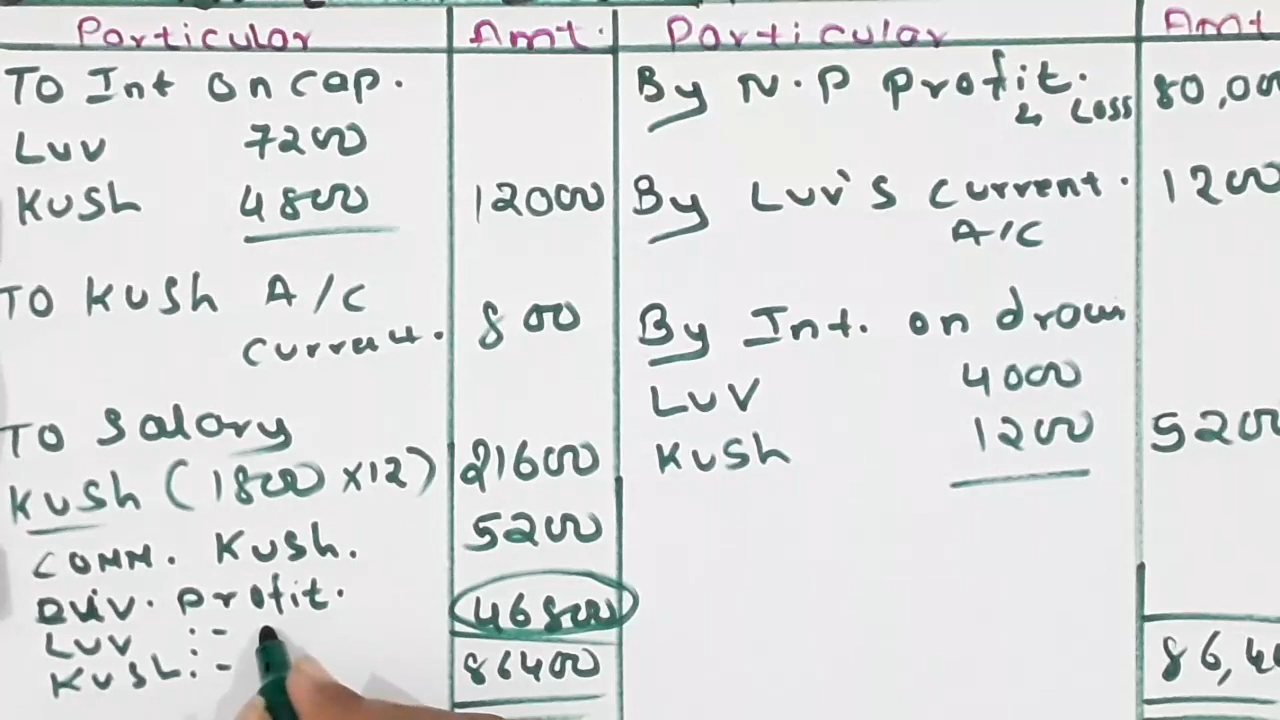 Particular Amt. Particular Amt
To Int on cap. By N.P Profit. 80,00
& Loss
Luv 7200
Kush 4800 12000 By Luv's Current. 1200
A/C
To Kush A/C 800 By Int. on draw
Current.
Luv 4000
To Salary Kush 1200 5200
Kush (1800 x12) 21600
Comm. Kush. 5200
Div. Profit. 46800
Luv :-
Kush :- 86400 86,40